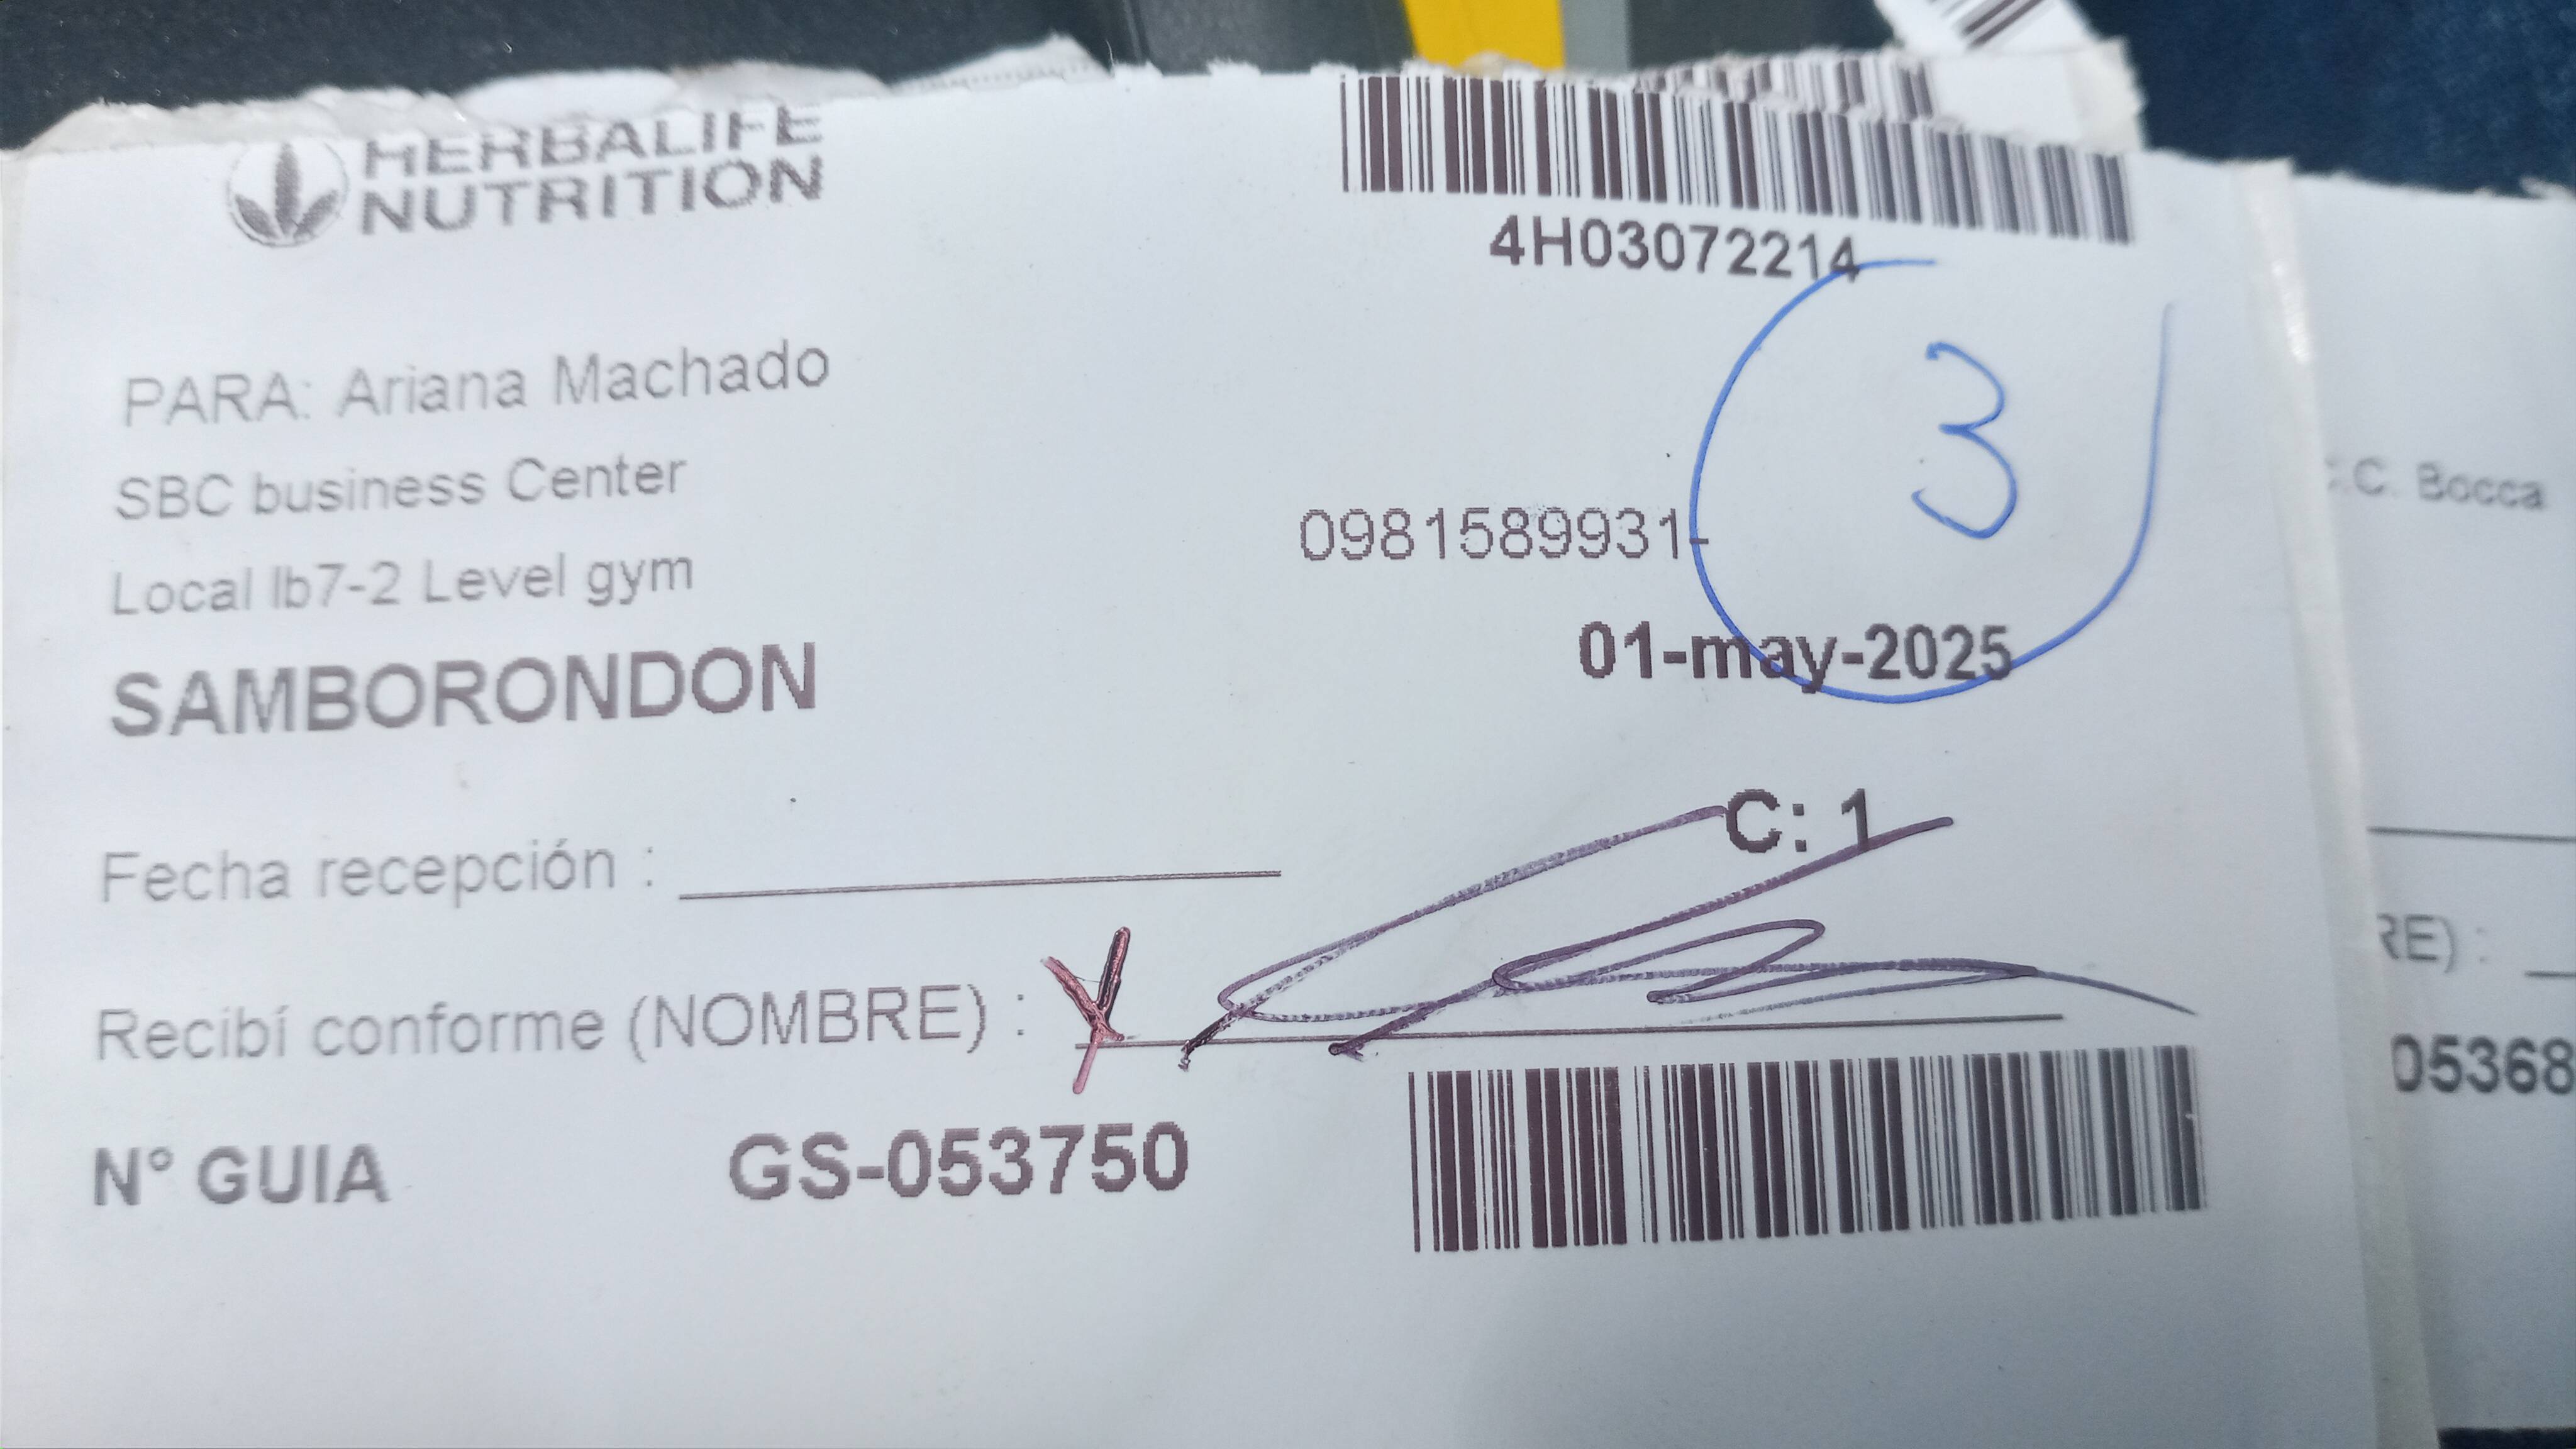 HERBALIFE
NUTRITION
4H03072214
PARA: Ariana Machado
SBC business Center
Local lb7-2 Level gym
SAMBORONDON
3
0981589931-
01-may-2025
C: 1
Fecha recepción :
Recibí conforme (NOMBRE) :
N° GUIA GS-053750
C. Bocca
RE) :
05368